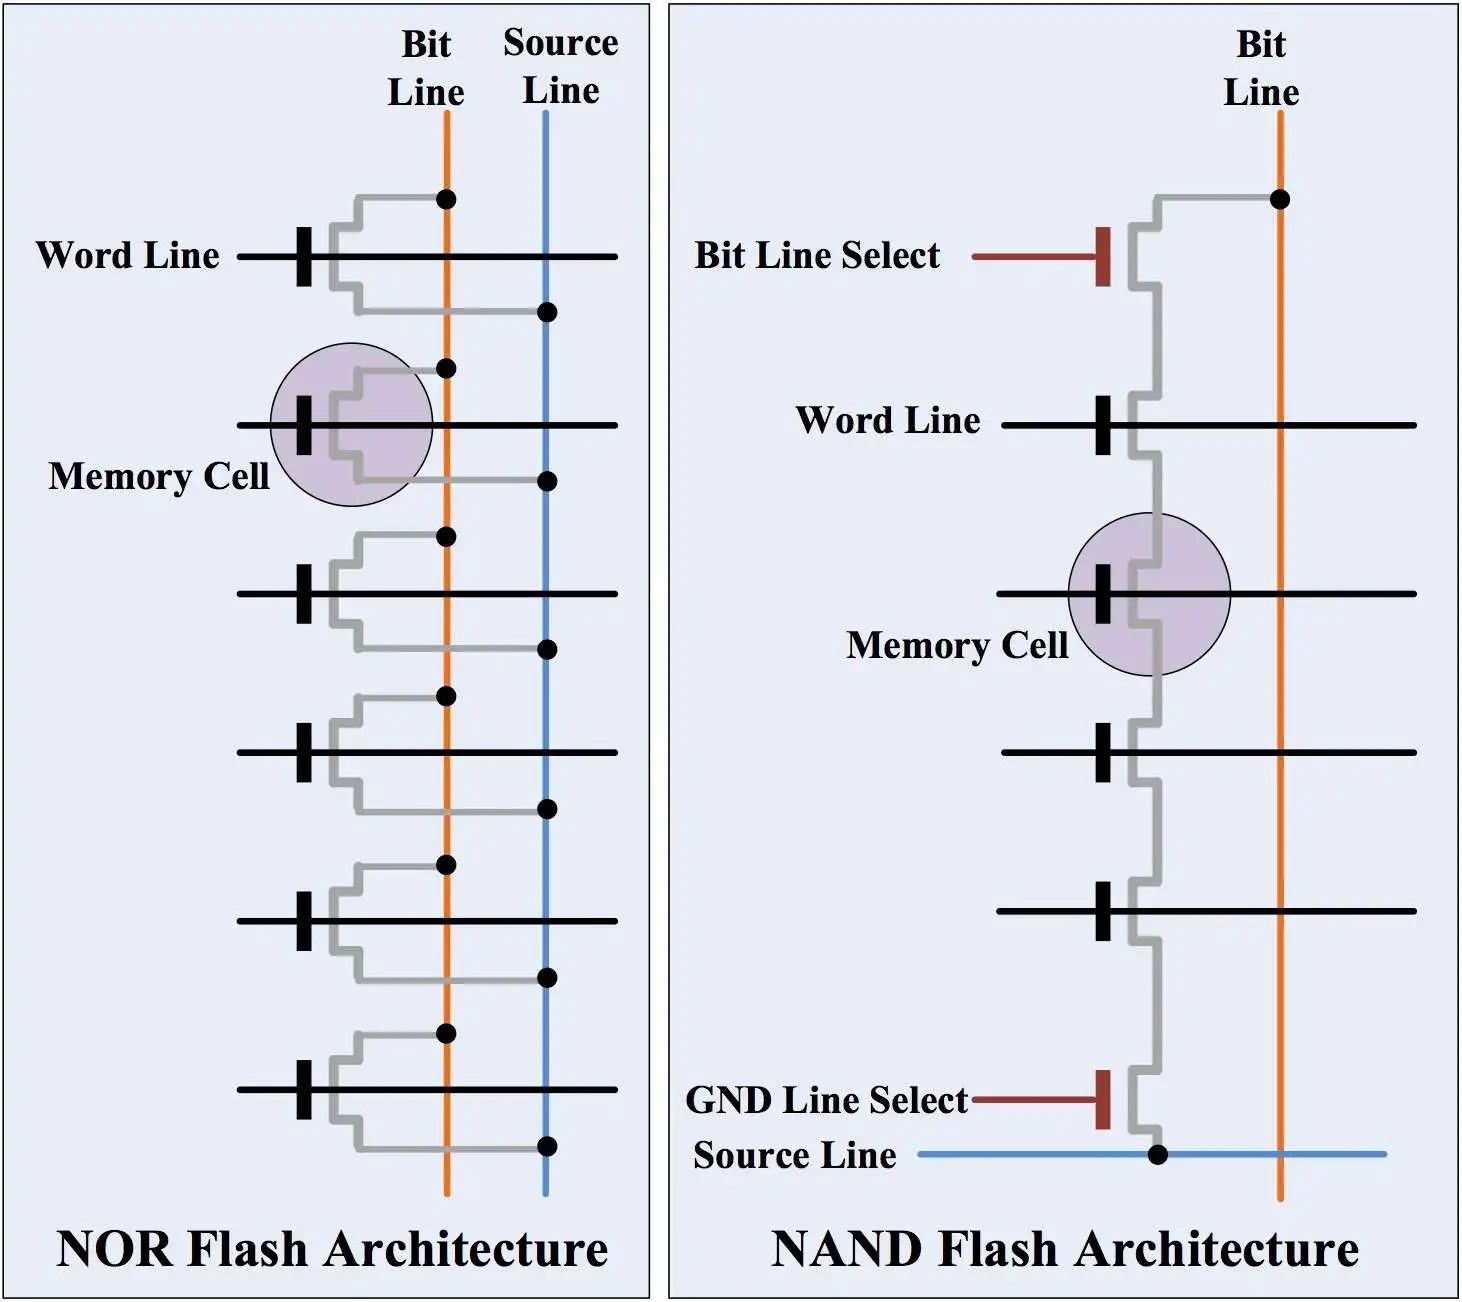 Bit
Line
Source
Line
Word Line
Memory Cell
NOR Flash Architecture
Bit
Line
Bit Line Select
Word Line
Memory Cell
GND Line Select
Source Line
NAND Flash Architecture